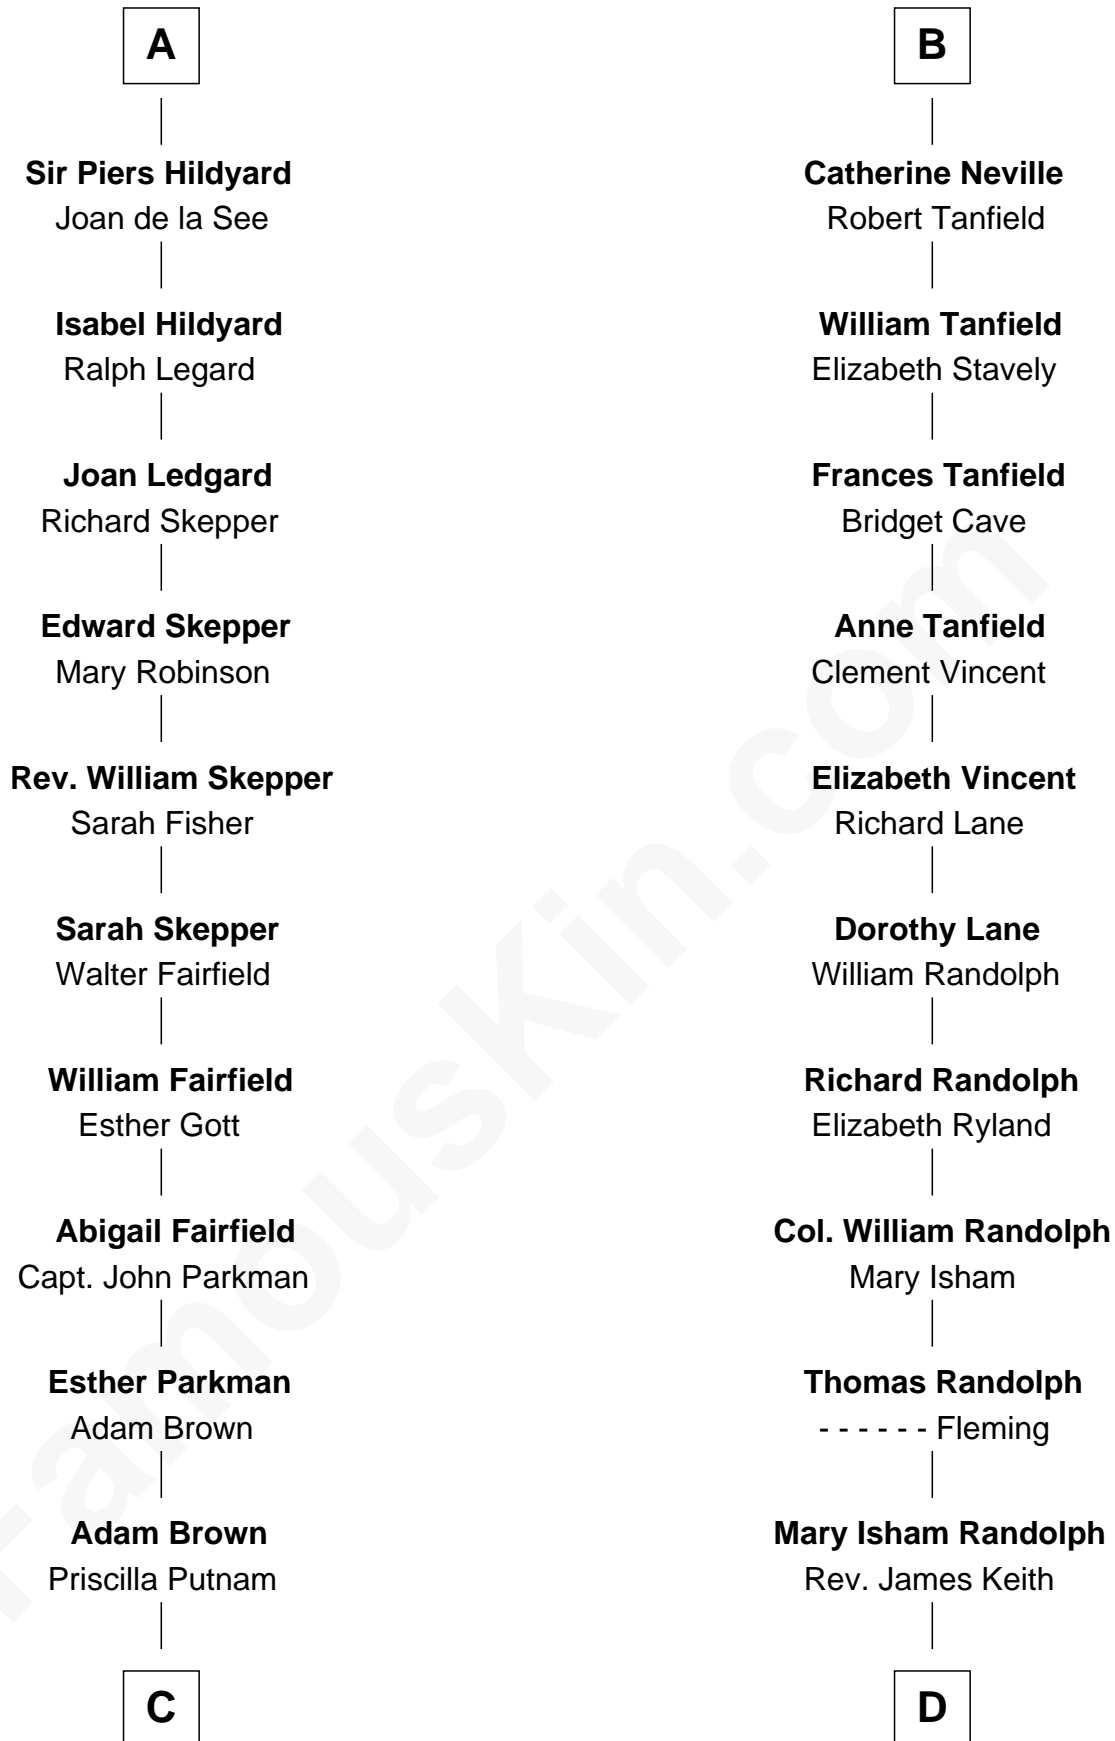 A
Sir Piers Hildyard
Joan de la See
Isabel Hildyard
Ralph Legard
Joan Ledgard
Richard Skepper
Edward Skepper
Mary Robinson
Rev. William Skepper
Sarah Fisher
Sarah Skepper
Walter Fairfield
William Fairfield
Esther Gott
Abigail Fairfield
Capt. John Parkman
Esther Parkman
Adam Brown
Adam Brown
Priscilla Putnam
C
B
Catherine Neville
Robert Tanfield
William Tanfield
Elizabeth Stavely
Frances Tanfield
Bridget Cave
Anne Tanfield
Clement Vincent
Elizabeth Vincent
Richard Lane
Dorothy Lane
William Randolph
Richard Randolph
Elizabeth Ryland
Col. William Randolph
Mary Isham
Thomas Randolph
- - - - - - Fleming
Mary Isham Randolph
Rev. James Keith
D
FamousKin.com